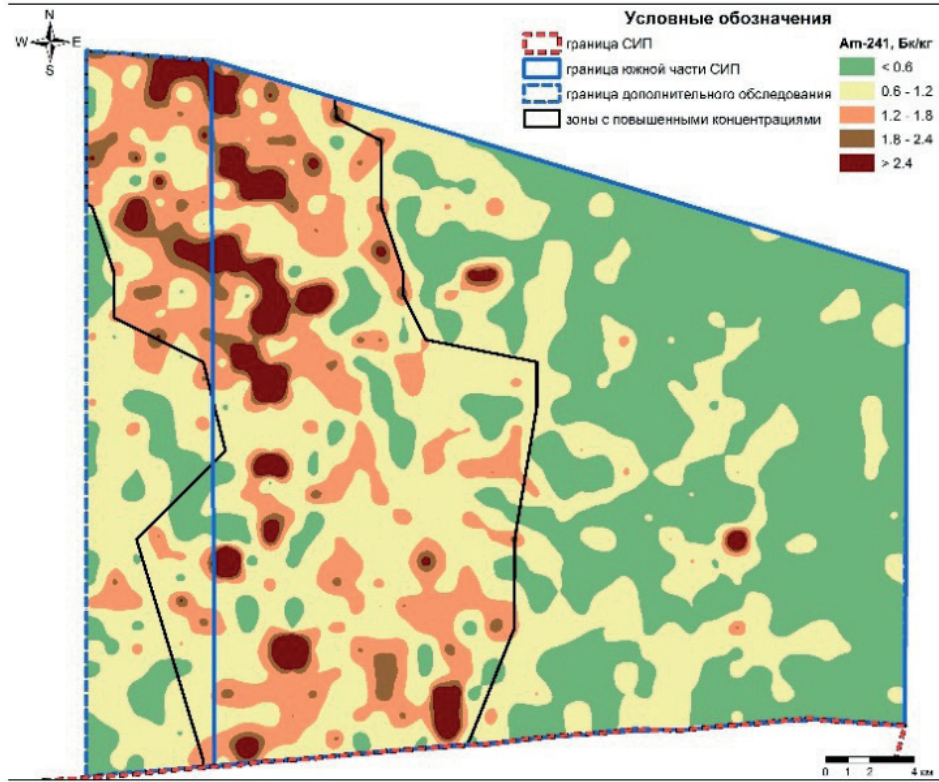 N
W E
S
Условные обозначения
граница СИП
граница южной части СИП
граница дополнительного обследования
зоны с повышенными концентрациями
Am-241, Бк/кг
< 0.6
0.6 - 1.2
1.2 - 1.8
1.8 - 2.4
> 2.4
0 1 2 4 км